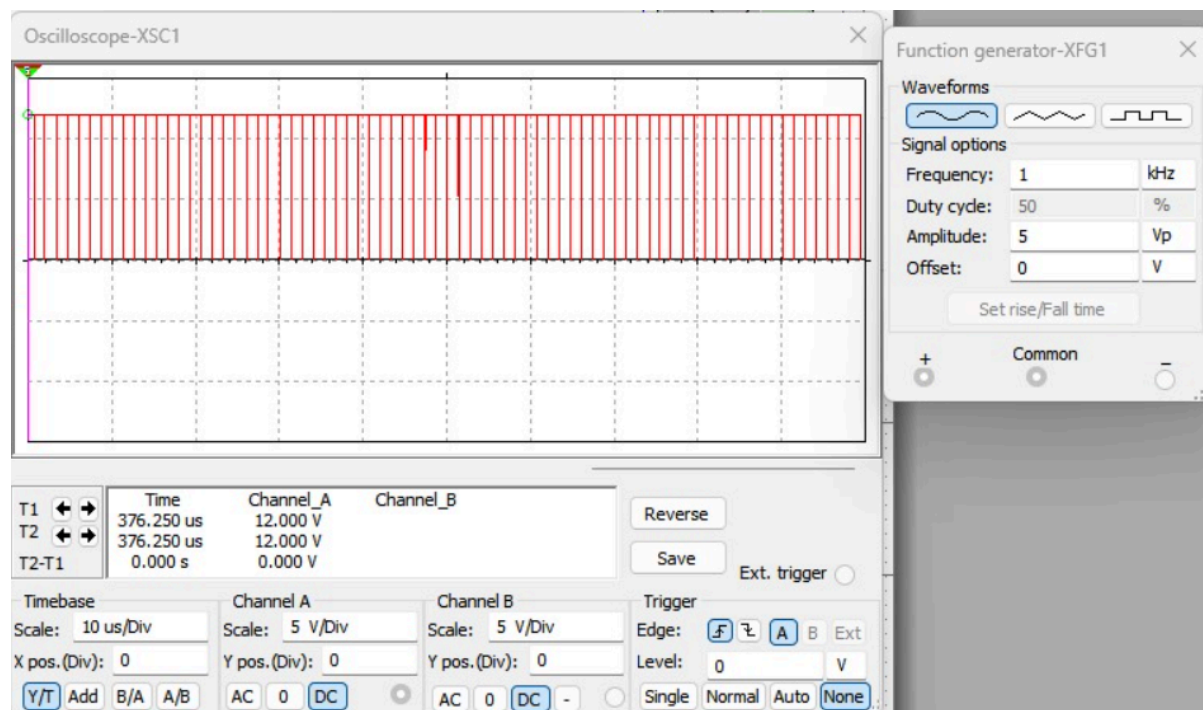 Oscilloscope-XSC1
Function generator-XFG1
Waveforms
Signal options
Frequency: 1 kHz
Duty cycle: 50 %
Amplitude: 5 Vp
Offset: 0 V
Set rise/Fall time
+ Common –
T1
T2
T2-T1
Time Channel_A Channel_B
376.250 us 12.000 V
376.250 us 12.000 V
0.000 s 0.000 V
Reverse
Save
Ext. trigger
Timebase
Scale: 10 us/Div
X pos.(Div): 0
Y/T Add B/A A/B
Channel A
Scale: 5 V/Div
Y pos.(Div): 0
AC 0 DC
Channel B
Scale: 5 V/Div
Y pos.(Div): 0
AC 0 DC -
Trigger
Edge: A B Ext
Level: 0 V
Single Normal Auto None